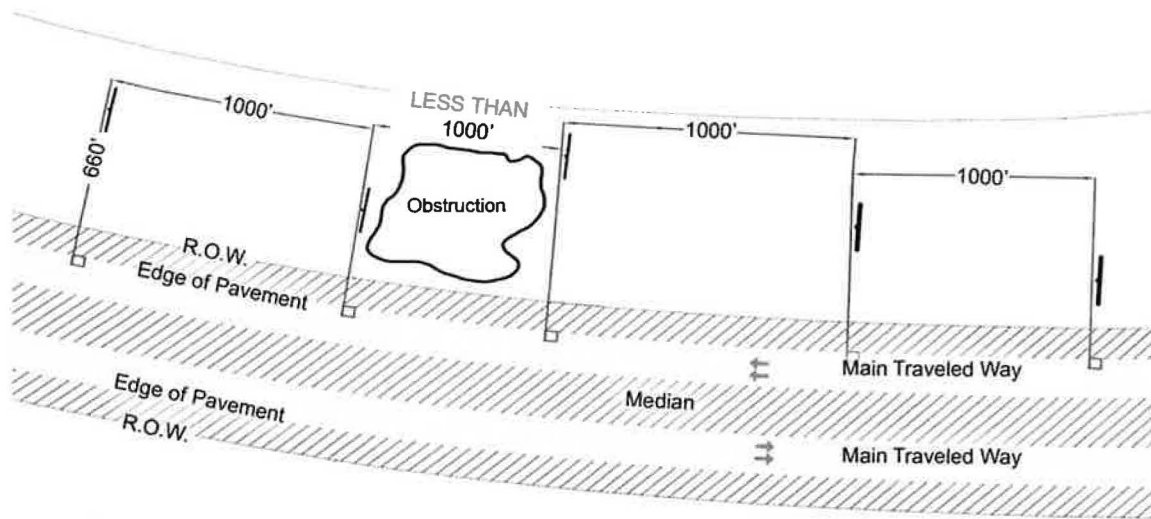 1000'
LESS THAN
1000'
1000'
1000'
660'
Obstruction
R.O.W.
Edge of Pavement
Main Traveled Way
Edge of Pavement
Median
R.O.W.
Main Traveled Way